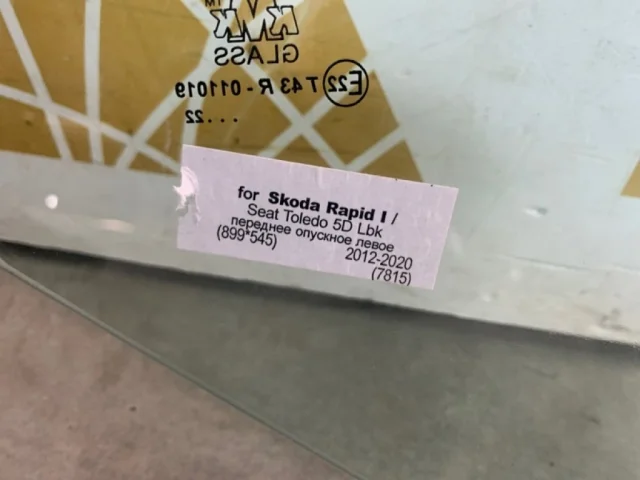 KMK™
GLASS
E22 T43 R - 011019
. . . 22
for Skoda Rapid I /
Seat Toledo 5D Lbk
переднее опускное левое
(899*545) 2012-2020
(7815)